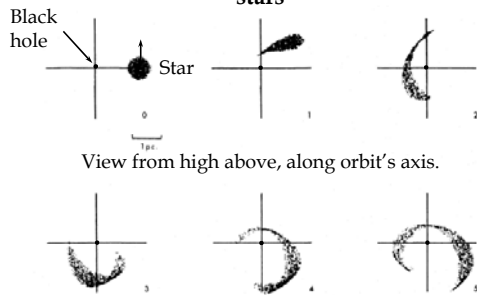 stars
Black
hole
Star
0
1
2
1pc.
View from high above, along orbit's axis.
3
4
5